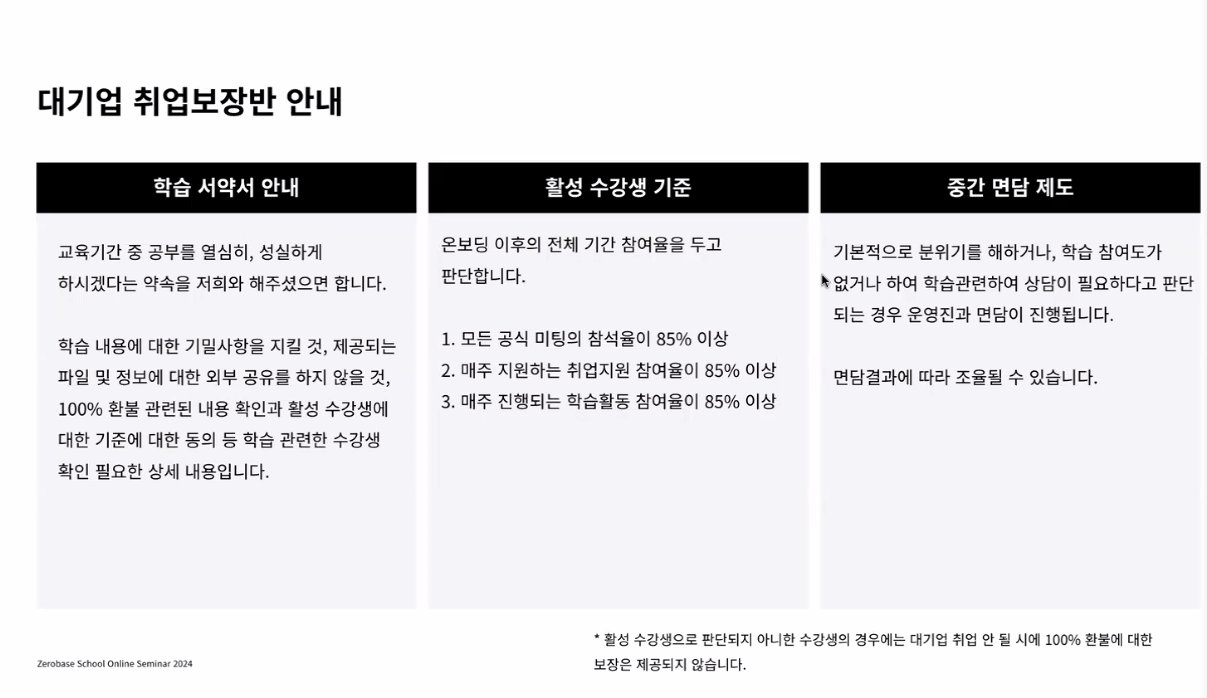 대기업 취업보장반 안내
학습 서약서 안내
교육기간 중 공부를 열심히, 성실하게
하시겠다는 약속을 저희와 해주셨으면 합니다.
학습 내용에 대한 기밀사항을 지킬 것, 제공되는
파일 및 정보에 대한 외부 공유를 하지 않을 것,
100% 환불 관련된 내용 확인과 활성 수강생에
대한 기준에 대한 동의 등 학습 관련한 수강생
확인 필요한 상세 내용입니다.
활성 수강생 기준
온보딩 이후의 전체 기간 참여율을 두고
판단합니다.
1. 모든 공식 미팅의 참석율이 85% 이상
2. 매주 지원하는 취업지원 참여율이 85% 이상
3. 매주 진행되는 학습활동 참여율이 85% 이상
중간 면담 제도
기본적으로 분위기를 해하거나, 학습 참여도가
없거나 하여 학습관련하여 상담이 필요하다고 판단
되는 경우 운영진과 면담이 진행됩니다.
면담결과에 따라 조율될 수 있습니다.
* 활성 수강생으로 판단되지 아니한 수강생의 경우에는 대기업 취업 안 될 시에 100% 환불에 대한
보장은 제공되지 않습니다.
Zerobase School Online Seminar 2024